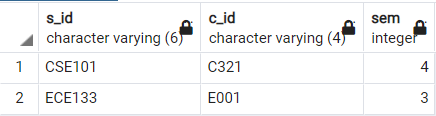 s_id c_id sem
character varying (6) character varying (4) integer
1 CSE101 C321 4
2 ECE133 E001 3